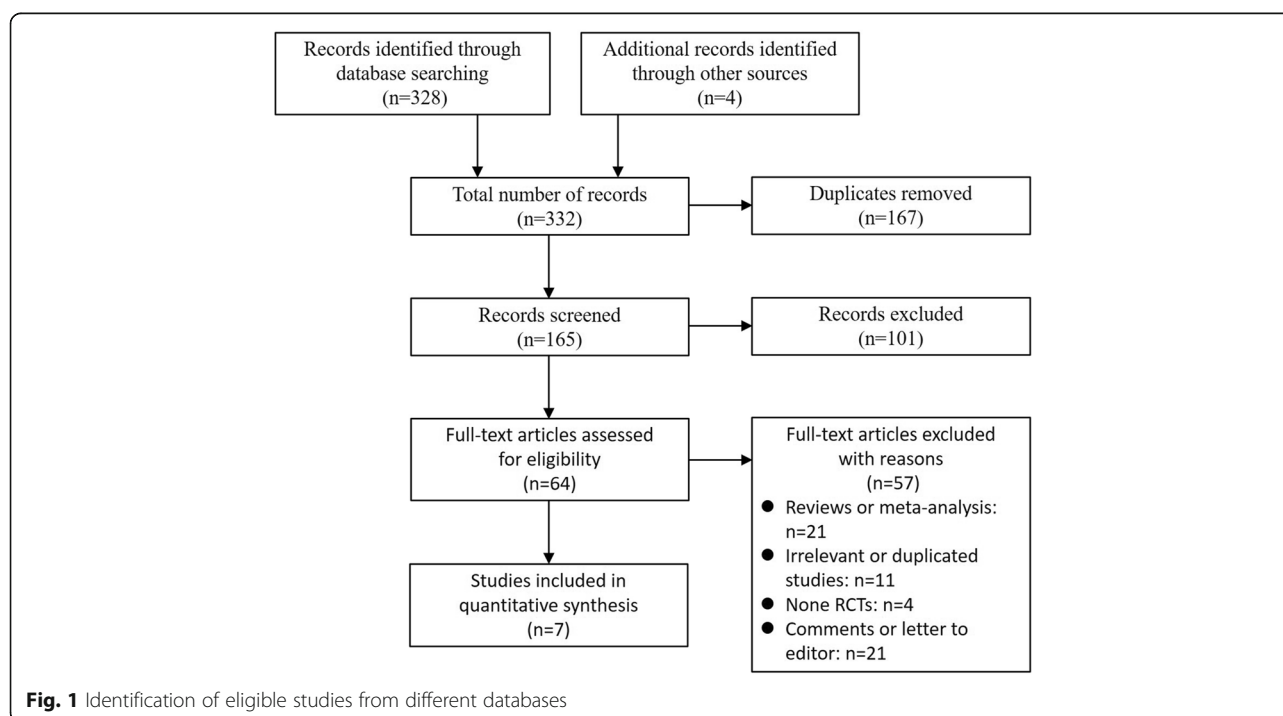 Records identified through
database searching
(n=328)
Additional records identified
through other sources
(n=4)
Total number of records
(n=332)
Duplicates removed
(n=167)
Records screened
(n=165)
Records excluded
(n=101)
Full-text articles assessed
for eligibility
(n=64)
Full-text articles excluded
with reasons
(n=57)
● Reviews or meta-analysis:
n=21
● Irrelevant or duplicated
studies: n=11
● None RCTs: n=4
● Comments or letter to
editor: n=21
Studies included in
quantitative synthesis
(n=7)
Fig. 1 Identification of eligible studies from different databases